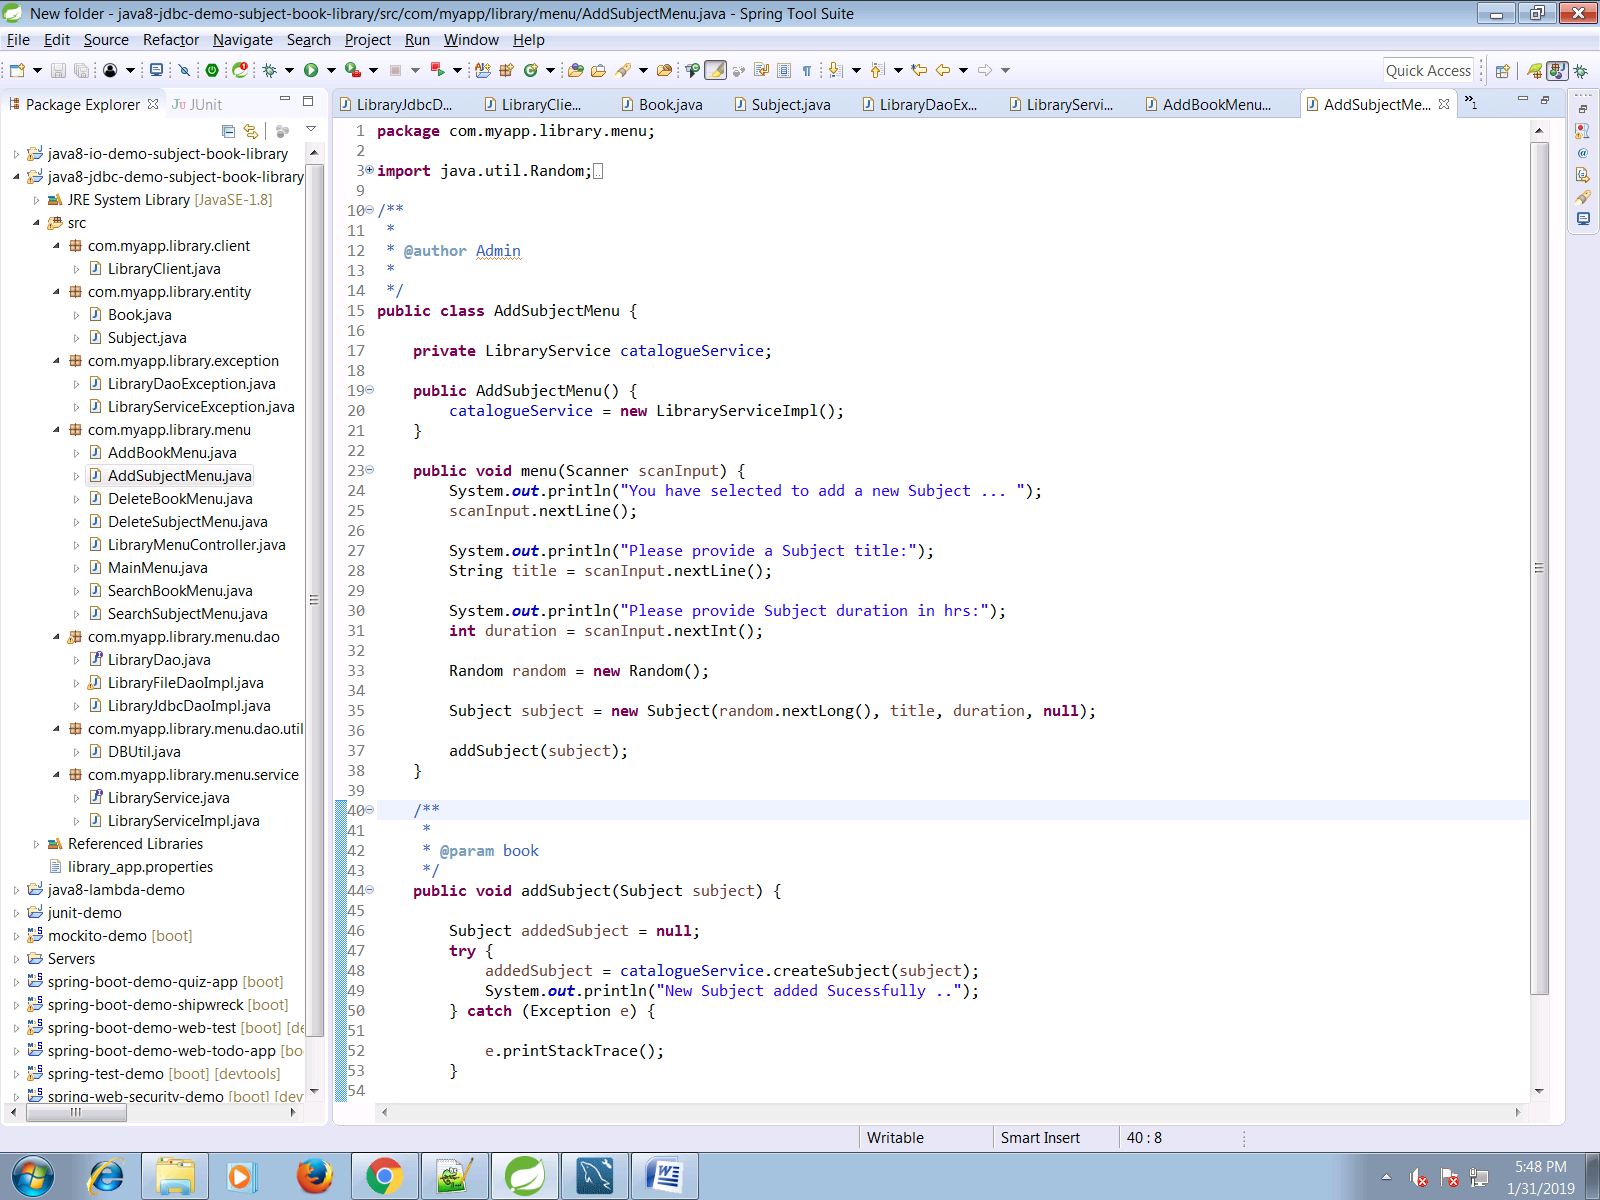 New folder - java8-jdbc-demo-subject-book-library/src/com/myapp/library/menu/AddSubjectMenu.java - Spring Tool Suite
File Edit Source Refactor Navigate Search Project Run Window Help
Quick Access
Package Explorer JUnit
LibraryJdbcD... LibraryClie... Book.java Subject.java LibraryDaoEx... LibraryServi... AddBookMenu... AddSubjectMe... »1
java8-io-demo-subject-book-library
java8-jdbc-demo-subject-book-library
JRE System Library [JavaSE-1.8]
src
com.myapp.library.client
LibraryClient.java
com.myapp.library.entity
Book.java
Subject.java
com.myapp.library.exception
LibraryDaoException.java
LibraryServiceException.java
com.myapp.library.menu
AddBookMenu.java
AddSubjectMenu.java
DeleteBookMenu.java
DeleteSubjectMenu.java
LibraryMenuController.java
MainMenu.java
SearchBookMenu.java
SearchSubjectMenu.java
com.myapp.library.menu.dao
LibraryDao.java
LibraryFileDaoImpl.java
LibraryJdbcDaoImpl.java
com.myapp.library.menu.dao.util
DBUtil.java
com.myapp.library.menu.service
LibraryService.java
LibraryServiceImpl.java
Referenced Libraries
library_app.properties
java8-lambda-demo
junit-demo
mockito-demo [boot]
Servers
spring-boot-demo-quiz-app [boot]
spring-boot-demo-shipwreck [boot]
spring-boot-demo-web-test [boot] [de
spring-boot-demo-web-todo-app [bo
spring-test-demo [boot] [devtools]
spring-web-security-demo [boot] [dev
1 package com.myapp.library.menu;
2
3 import java.util.Random;
9
10 /**
11 *
12 * @author Admin
13 *
14 */
15 public class AddSubjectMenu {
16
17 private LibraryService catalogueService;
18
19 public AddSubjectMenu() {
20 catalogueService = new LibraryServiceImpl();
21 }
22
23 public void menu(Scanner scanInput) {
24 System.out.println("You have selected to add a new Subject ... ");
25 scanInput.nextLine();
26
27 System.out.println("Please provide a Subject title:");
28 String title = scanInput.nextLine();
29
30 System.out.println("Please provide Subject duration in hrs:");
31 int duration = scanInput.nextInt();
32
33 Random random = new Random();
34
35 Subject subject = new Subject(random.nextLong(), title, duration, null);
36
37 addSubject(subject);
38 }
39
40 /**
41 *
42 * @param book
43 */
44 public void addSubject(Subject subject) {
45
46 Subject addedSubject = null;
47 try {
48 addedSubject = catalogueService.createSubject(subject);
49 System.out.println("New Subject added Sucessfully ..");
50 } catch (Exception e) {
51
52 e.printStackTrace();
53 }
54
Writable Smart Insert 40 : 8
5:48 PM
1/31/2019